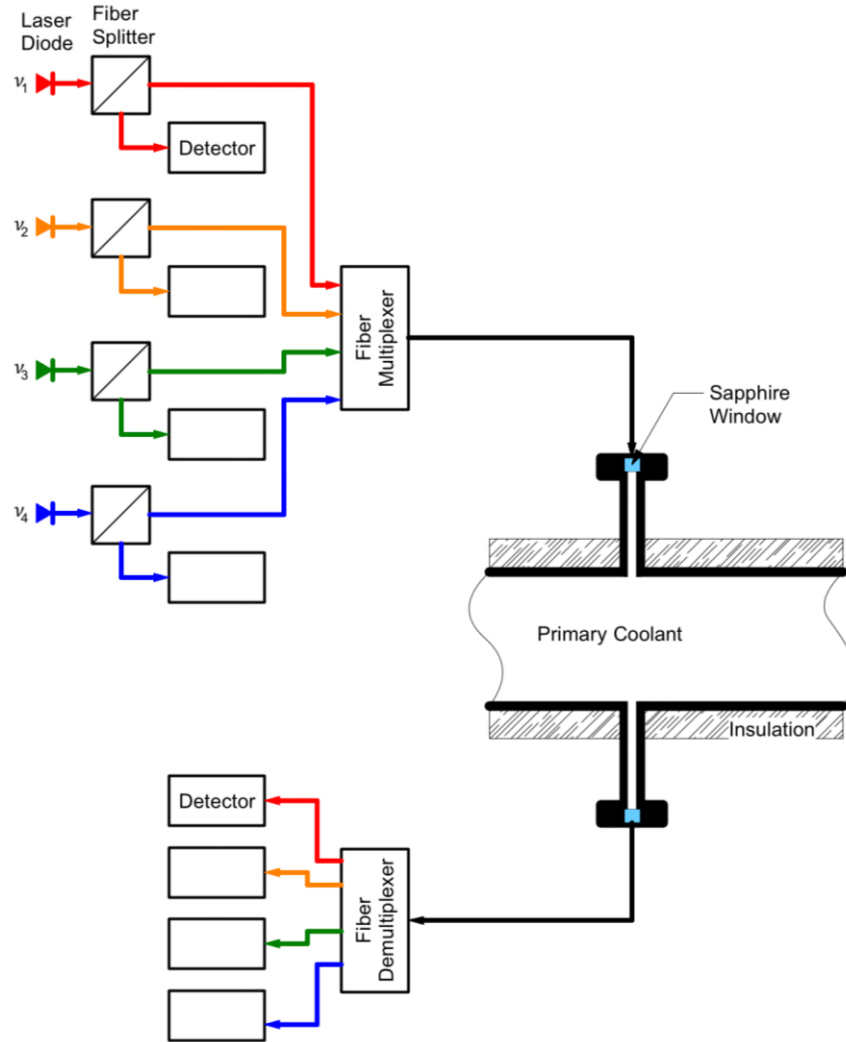 Laser
Diode
Fiber
Splitter
ν₁
Detector
ν₂
ν₃
ν₄
Fiber
Multiplexer
Sapphire
Window
Primary Coolant
Insulation
Detector
Fiber
Demultiplexer